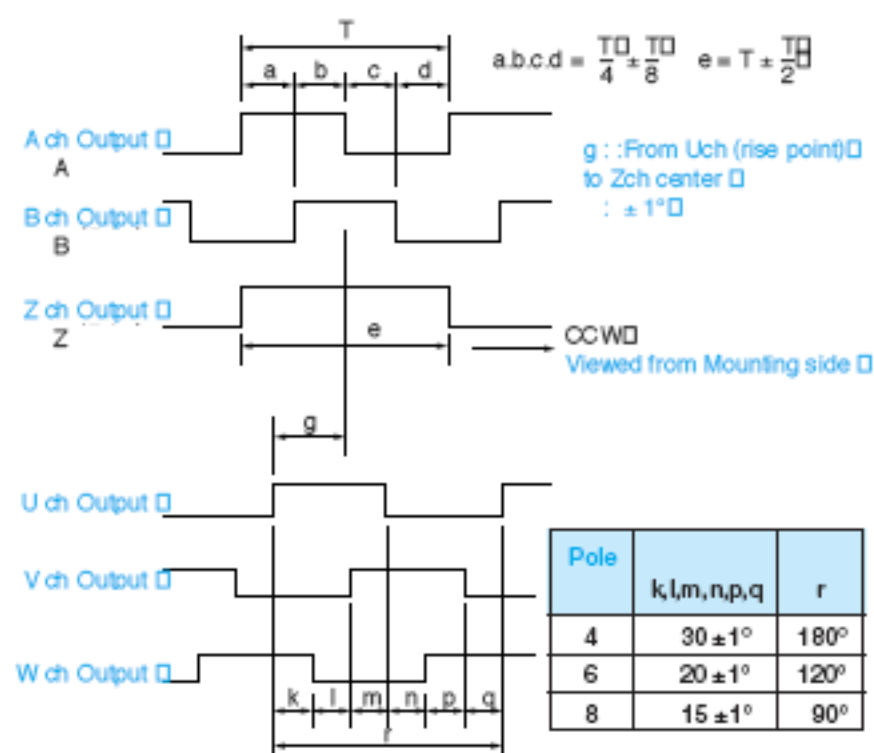 T
a b c d
a.b.c.d = T/4 ± T/8 e = T ± T/2
A ch Output
A
g : :From Uch (rise point)
to Zch center
: ± 1°
B ch Output
B
Z ch Output
Z
e
CCW
Viewed from Mounting side
g
U ch Output
V ch Output
W ch Output
k l m n p q
r
Pole k,l,m,n,p,q r
4 30 ±1° 180°
6 20 ±1° 120°
8 15 ±1° 90°